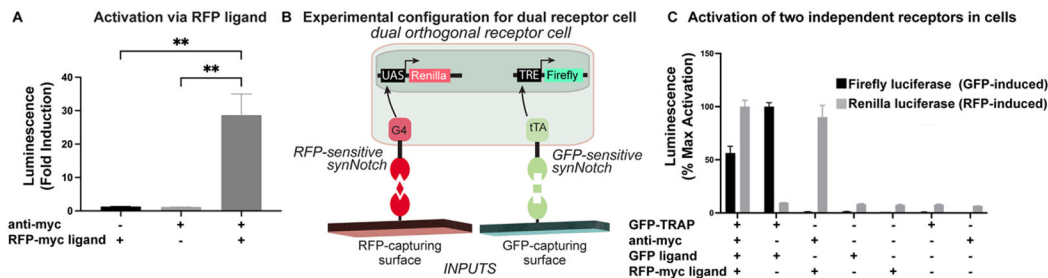 A
Activation via RFP ligand
**
**
Luminescence
(Fold Induction)
40
30
20
10
0
anti-myc - + +
RFP-myc ligand + - +
B Experimental configuration for dual receptor cell
dual orthogonal receptor cell
UAS Renilla
TRE Firefly
G4
tTA
RFP-sensitive
synNotch
GFP-sensitive
synNotch
RFP-capturing
surface
GFP-capturing
surface
INPUTS
C Activation of two independent receptors in cells
Firefly luciferase (GFP-induced)
Renilla luciferase (RFP-induced)
Luminescence
(% Max Activation)
150
100
50
0
GFP-TRAP + + - - - + -
anti-myc + - + - - - +
GFP ligand + + - + - - -
RFP-myc ligand + - + - + - -